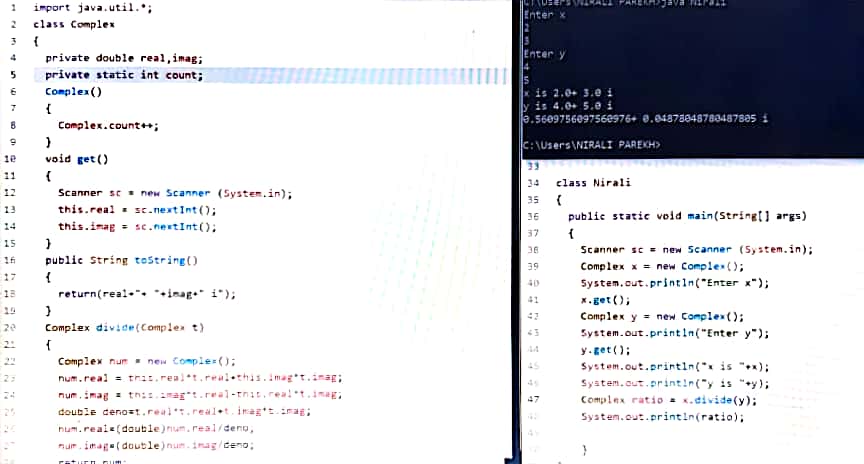 1 import java.util.*;
2 class Complex
3 {
4 private double real,imag;
5 private static int count;
6 Complex()
7 {
8 Complex.count++;
9 }
10 void get()
11 {
12 Scanner sc = new Scanner (System.in);
13 this.real = sc.nextInt();
14 this.imag = sc.nextInt();
15 }
16 public String toString()
17 {
18 return(real+"+ "+imag+" i");
19 }
20 Complex divide(Complex t)
21 {
22 Complex num = new Complex();
23 num.real = this.real*t.real+this.imag*t.imag;
24 num.imag = this.imag*t.real-this.real*t.imag;
25 double deno=t.real*t.real+t.imag*t.imag;
26 num.real=(double)num.real/deno;
27 num.imag=(double)num.imag/deno;
return num;
C:\Users\NIRALI PAREKH>java Nirali
Enter x
2
3
Enter y
4
5
x is 2.0+ 3.0 i
y is 4.0+ 5.0 i
0.5609756097560976+ 0.04878048780487805 i
C:\Users\NIRALI PAREKH>
33
34 class Nirali
35 {
36 public static void main(String[] args)
37 {
38 Scanner sc = new Scanner (System.in);
39 Complex x = new Complex();
40 System.out.println("Enter x");
41 x.get();
42 Complex y = new Complex();
43 System.out.println("Enter y");
44 y.get();
45 System.out.println("x is "+x);
46 System.out.println("y is "+y);
47 Complex ratio = x.divide(y);
48 System.out.println(ratio);
}